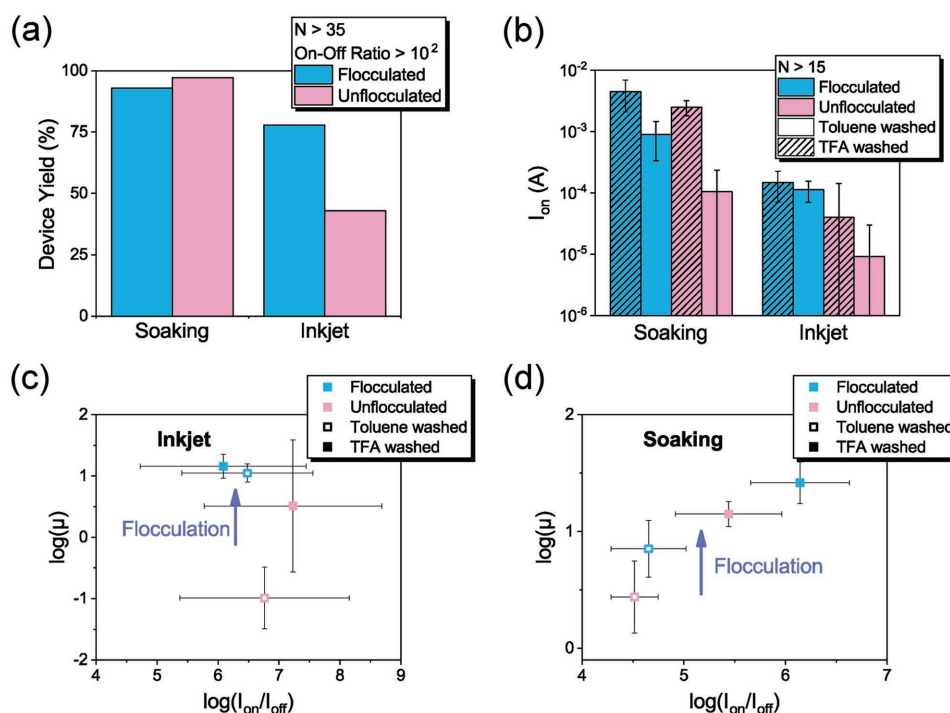 (a)
N > 35
On-Off Ratio > 10²
Flocculated
Unflocculated
100
75
50
25
0
Device Yield (%)
Soaking
Inkjet
(b)
N > 15
Flocculated
Unflocculated
Toluene washed
TFA washed
10⁻²
10⁻³
10⁻⁴
10⁻⁵
10⁻⁶
I_on (A)
Soaking
Inkjet
(c)
Flocculated
Unflocculated
Toluene washed
TFA washed
Inkjet
Flocculation
2
1
0
-1
-2
log(μ)
4 5 6 7 8 9
log(I_on/I_off)
(d)
Flocculated
Unflocculated
Toluene washed
TFA washed
Soaking
Flocculation
2
1
0
log(μ)
4 5 6 7
log(I_on/I_off)